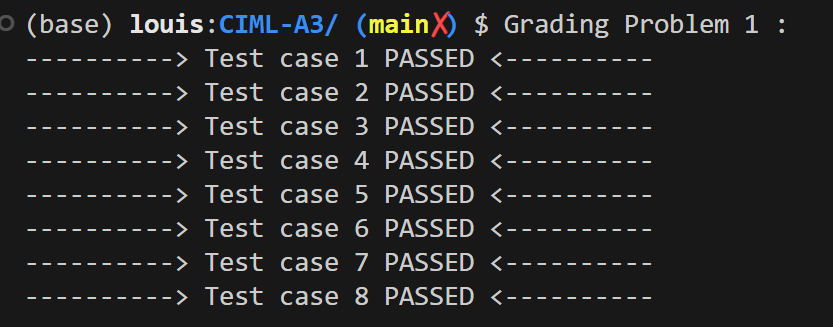 (base) louis:CIML-A3/ (main✗) $ Grading Problem 1 :
----------> Test case 1 PASSED <----------
----------> Test case 2 PASSED <----------
----------> Test case 3 PASSED <----------
----------> Test case 4 PASSED <----------
----------> Test case 5 PASSED <----------
----------> Test case 6 PASSED <----------
----------> Test case 7 PASSED <----------
----------> Test case 8 PASSED <----------